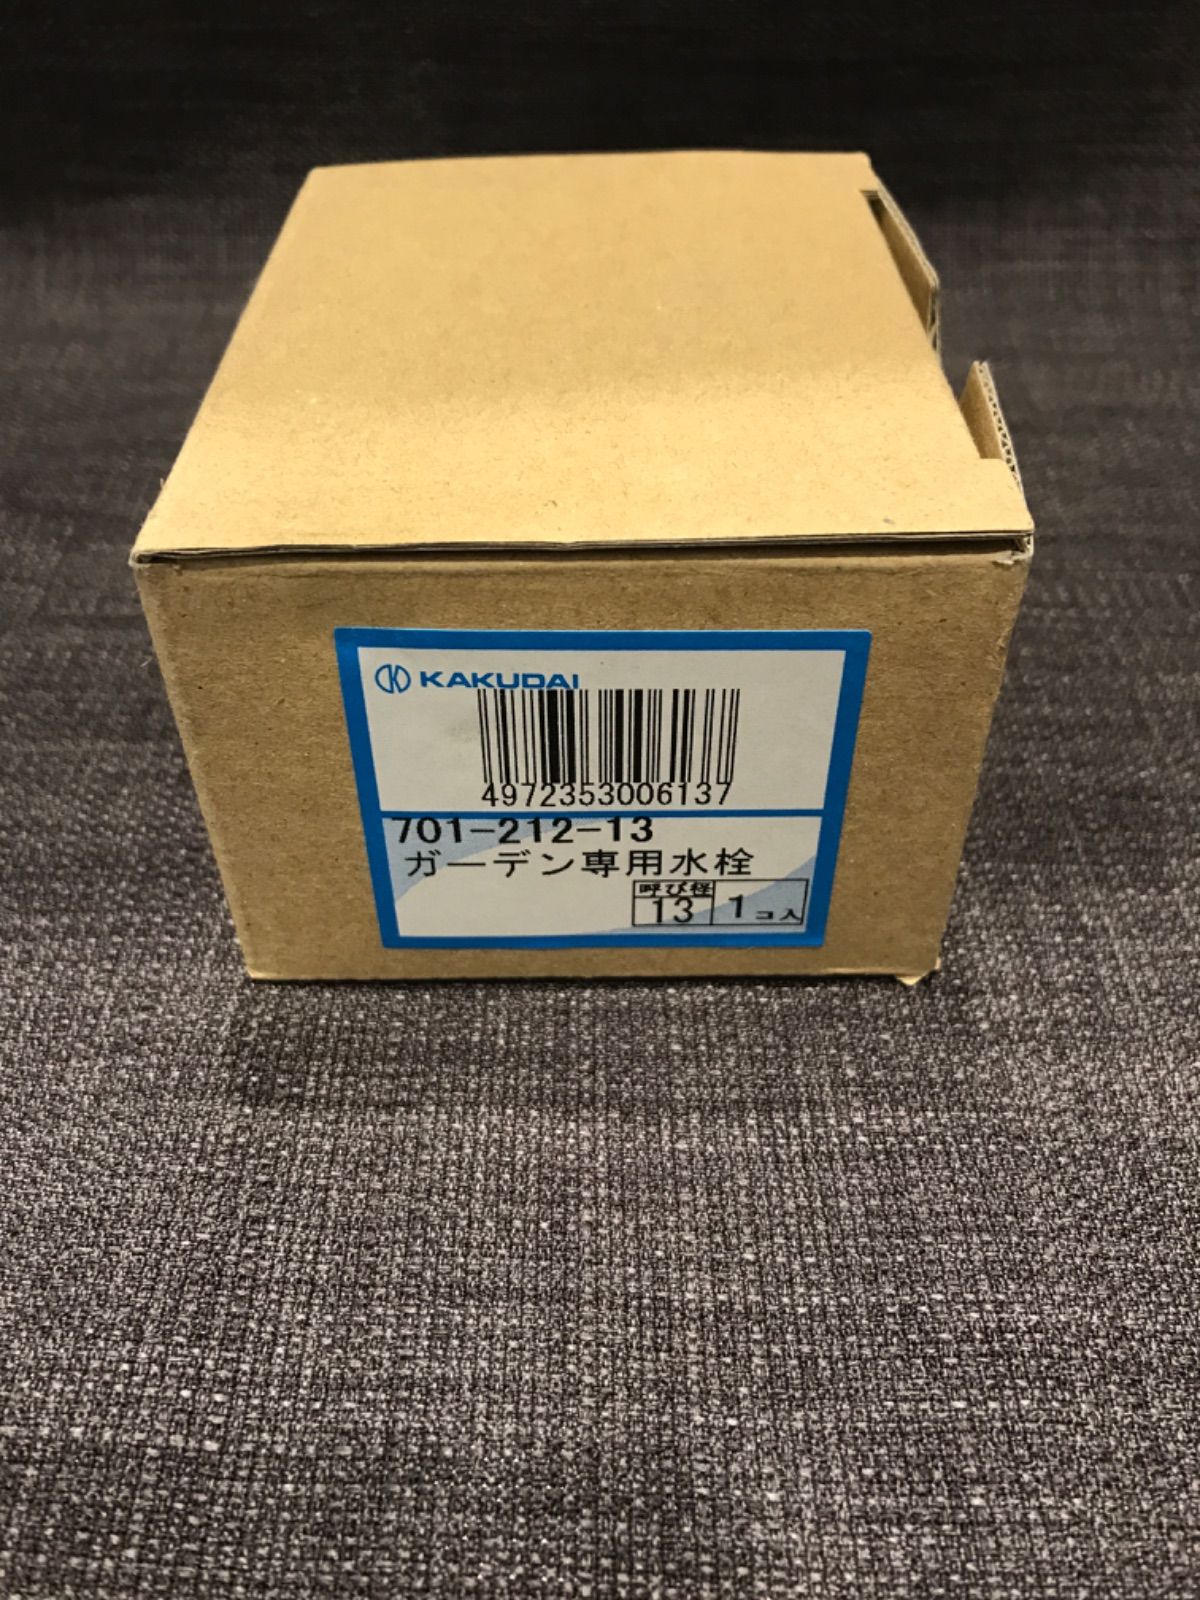 KAKUDAI
4972353006137
701-212-13
ガーデン専用水栓
呼び径
13 1コ入